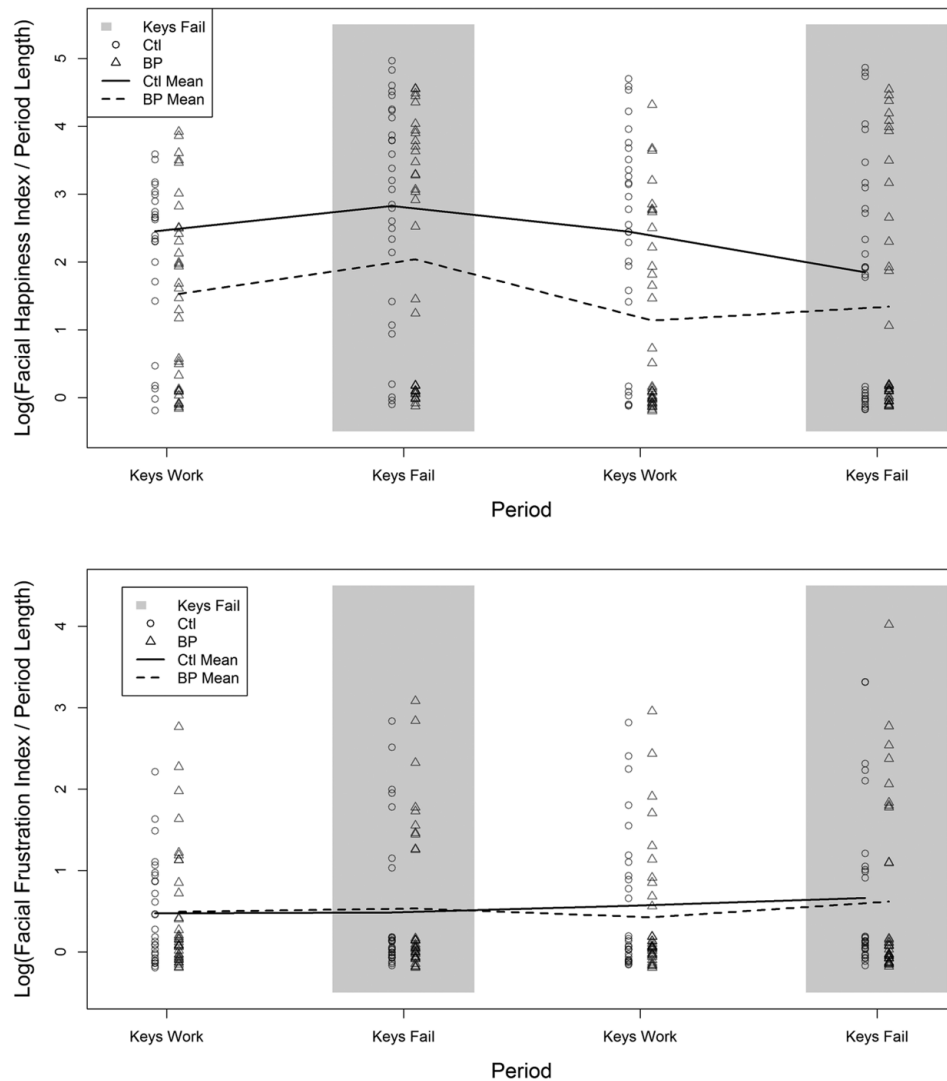 Log(Facial Happiness Index / Period Length)
5
4
3
2
1
0
Keys Fail
Ctl
BP
Ctl Mean
BP Mean
Keys Work
Keys Fail
Keys Work
Keys Fail
Period
Log(Facial Frustration Index / Period Length)
4
3
2
1
0
Keys Fail
Ctl
BP
Ctl Mean
BP Mean
Keys Work
Keys Fail
Keys Work
Keys Fail
Period